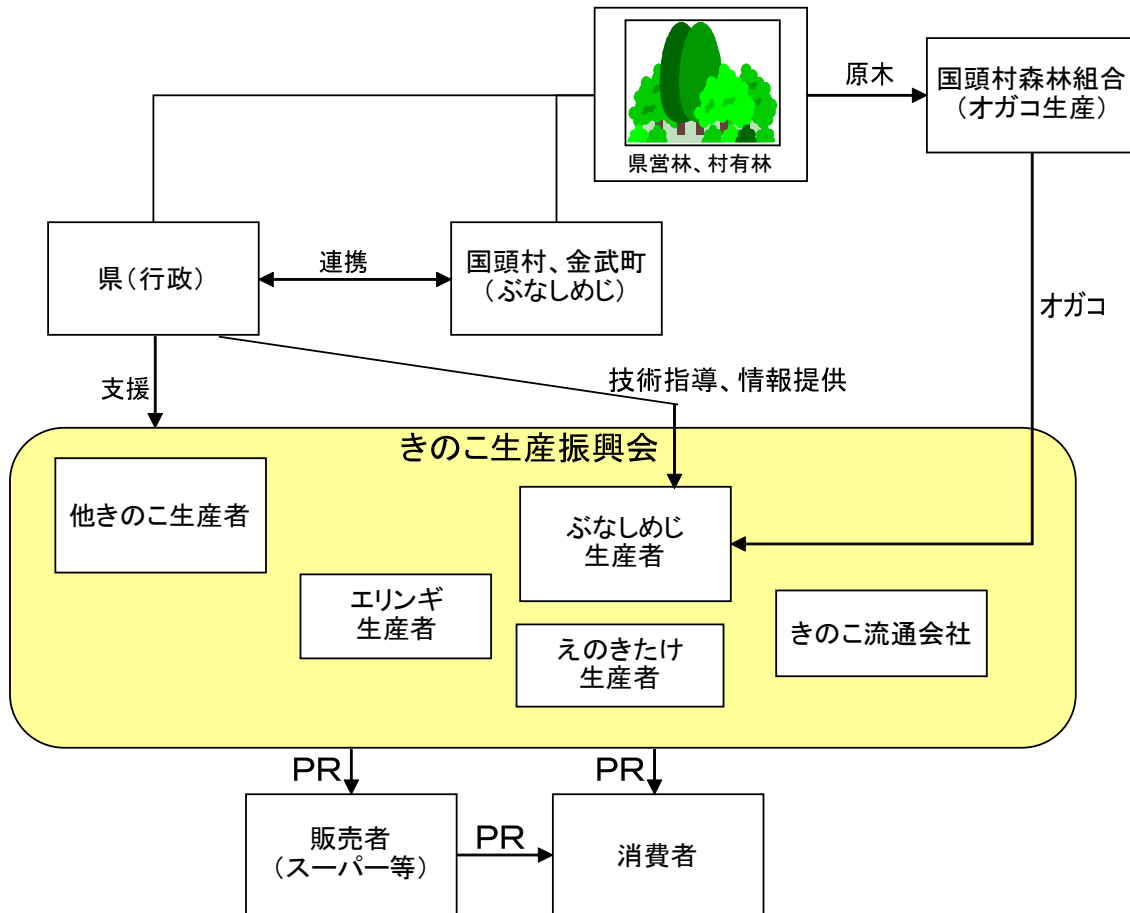 県営林、村有林
原木
国頭村森林組合
（オガコ生産）
県（行政）
連携
国頭村、金武町
（ぶなしめじ）
オガコ
支援
技術指導、情報提供
きのこ生産振興会
他きのこ生産者
ぶなしめじ
生産者
エリンギ
生産者
えのきたけ
生産者
きのこ流通会社
PR
PR
販売者
（スーパー等）
PR
消費者